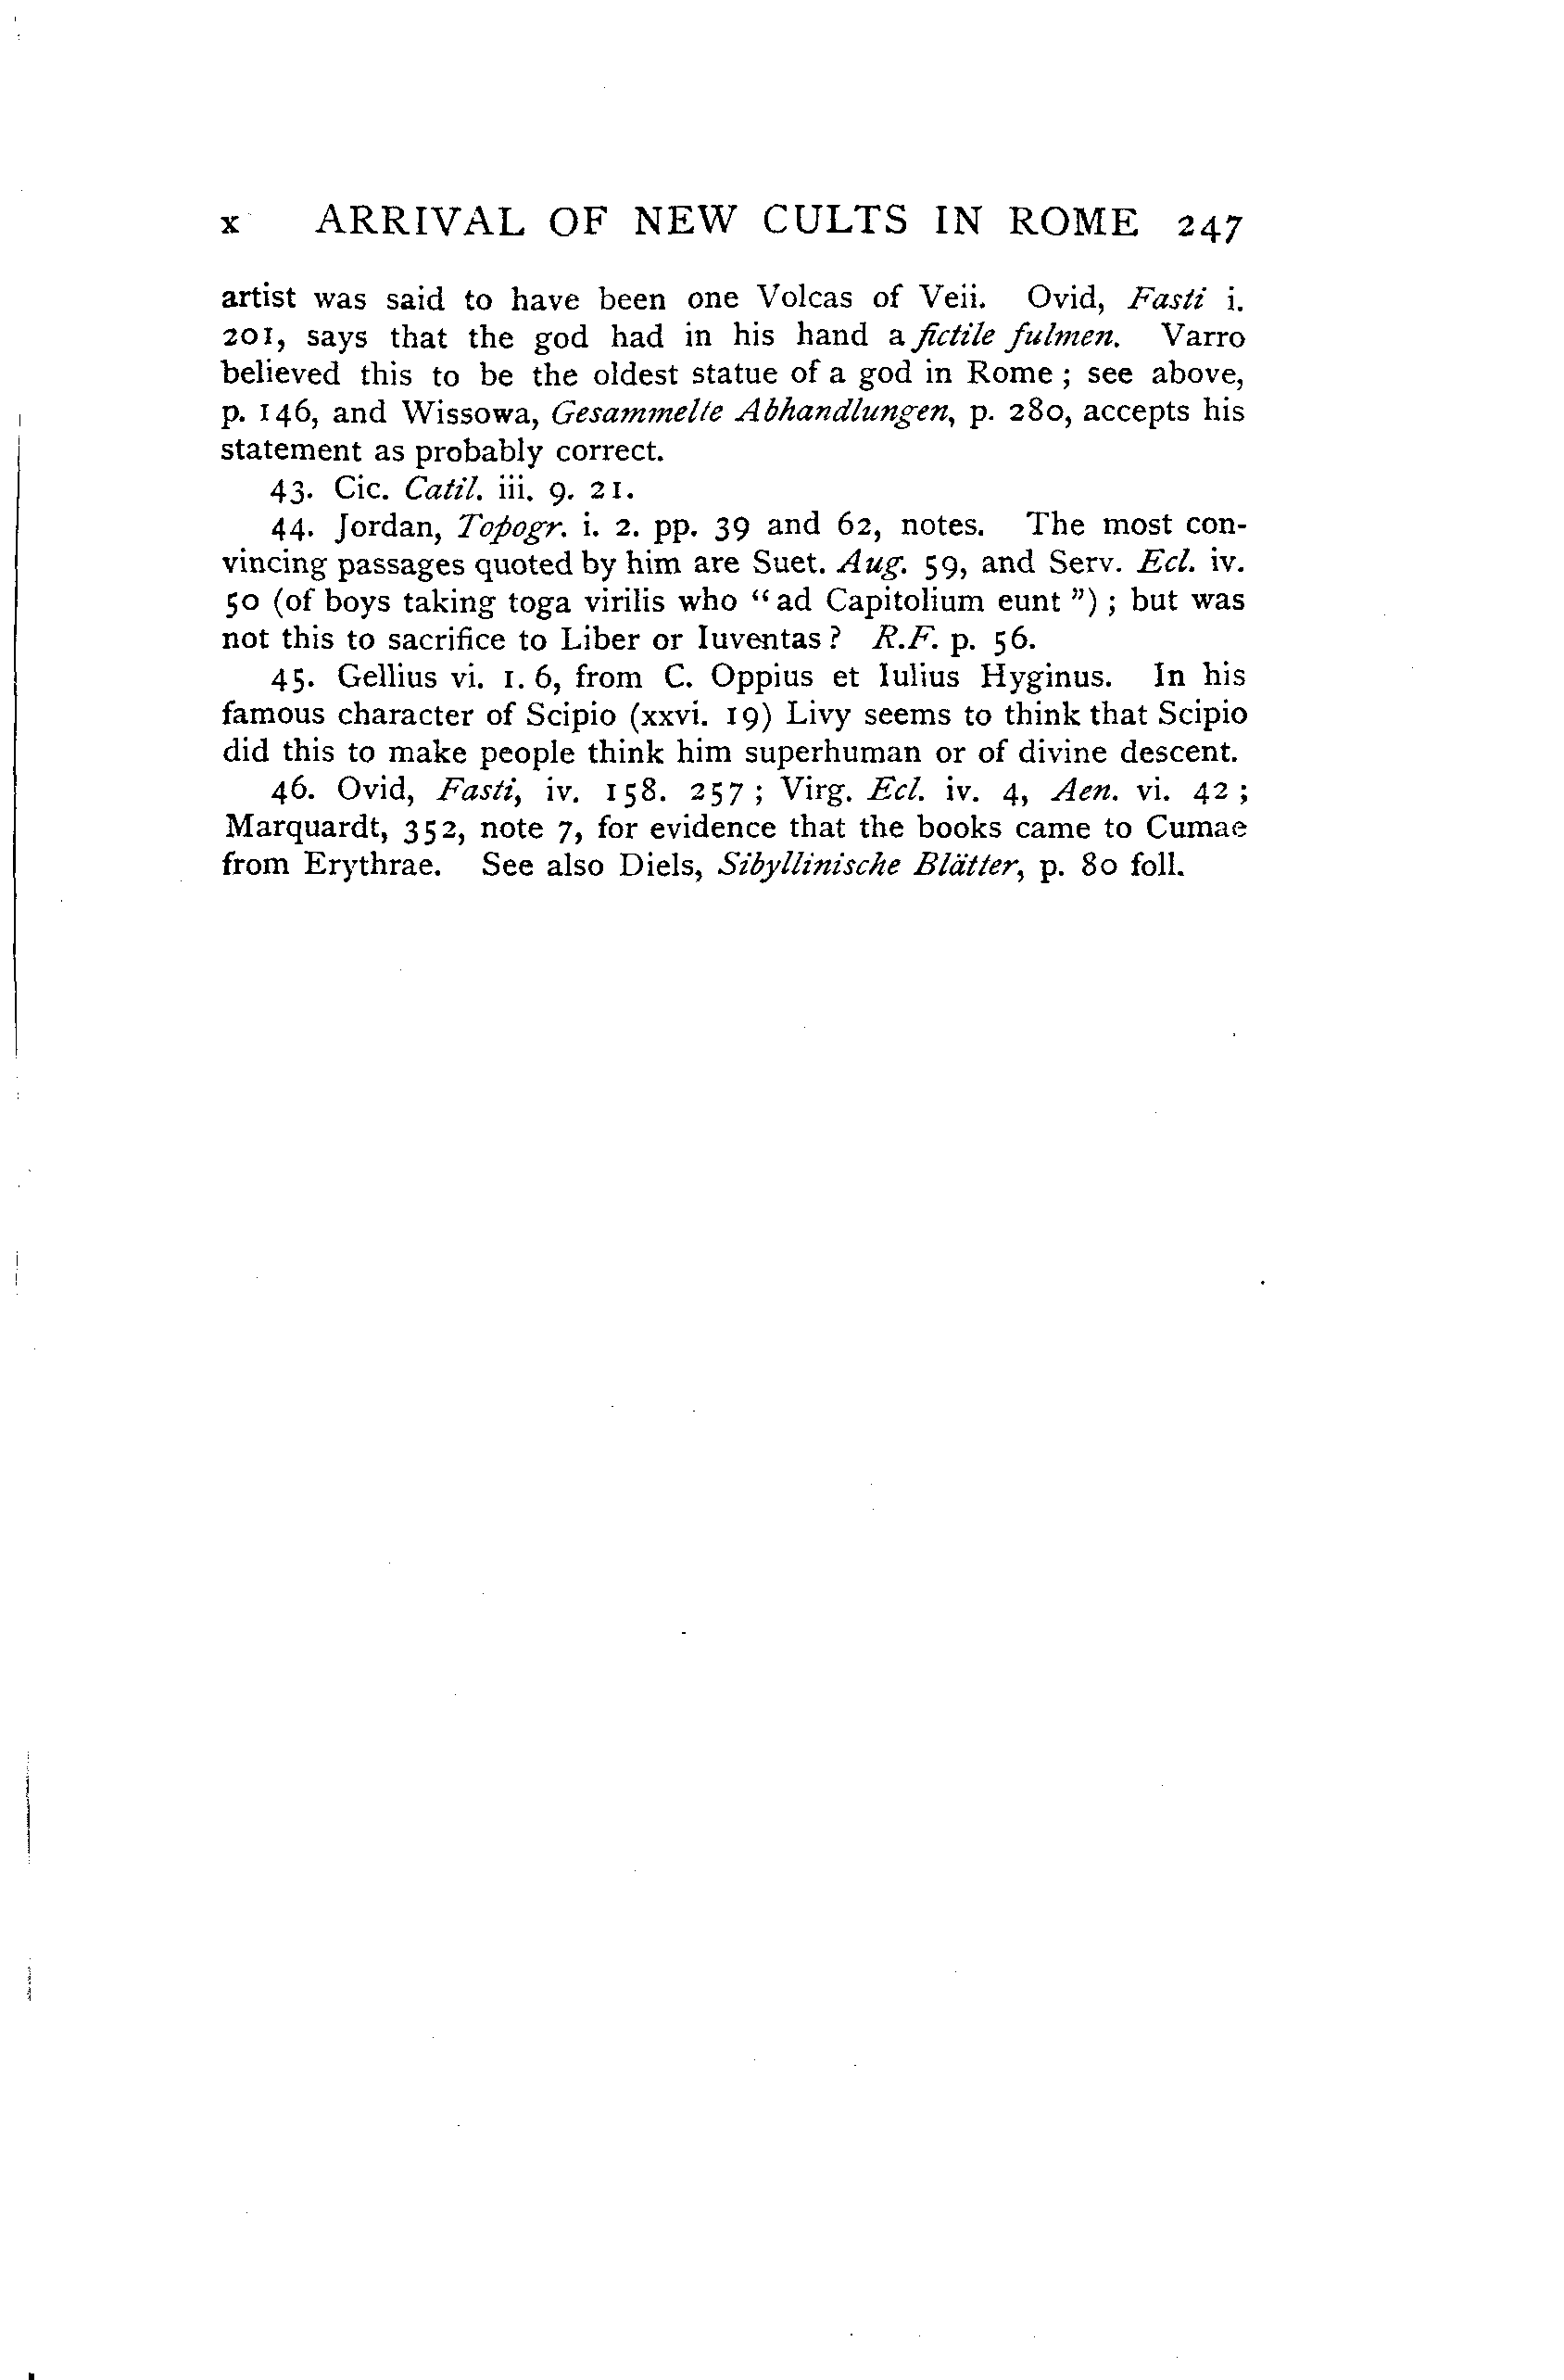 x ARRIVAL OF NEW CULTS IN ROME 247
artist was said to have been one Volcas of Veii. Ovid, Fasti i.
201, says that the god had in his hand a fictile fulmen. Varro
believed this to be the oldest statue of a god in Rome ; see above,
p. 146, and Wissowa, Gesammelte Abhandlungen, p. 280, accepts his
statement as probably correct.
43. Cic. Catil. iii. 9. 21.
44. Jordan, Topogr. i. 2. pp. 39 and 62, notes. The most con-
vincing passages quoted by him are Suet. Aug. 59, and Serv. Ecl. iv.
50 (of boys taking toga virilis who “ ad Capitolium eunt ”) ; but was
not this to sacrifice to Liber or Iuventas ? R.F. p. 56.
45. Gellius vi. 1. 6, from C. Oppius et Iulius Hyginus. In his
famous character of Scipio (xxvi. 19) Livy seems to think that Scipio
did this to make people think him superhuman or of divine descent.
46. Ovid, Fasti, iv. 158. 257 ; Virg. Ecl. iv. 4, Aen. vi. 42 ;
Marquardt, 352, note 7, for evidence that the books came to Cumae
from Erythrae. See also Diels, Sibyllinische Blätter, p. 80 foll.